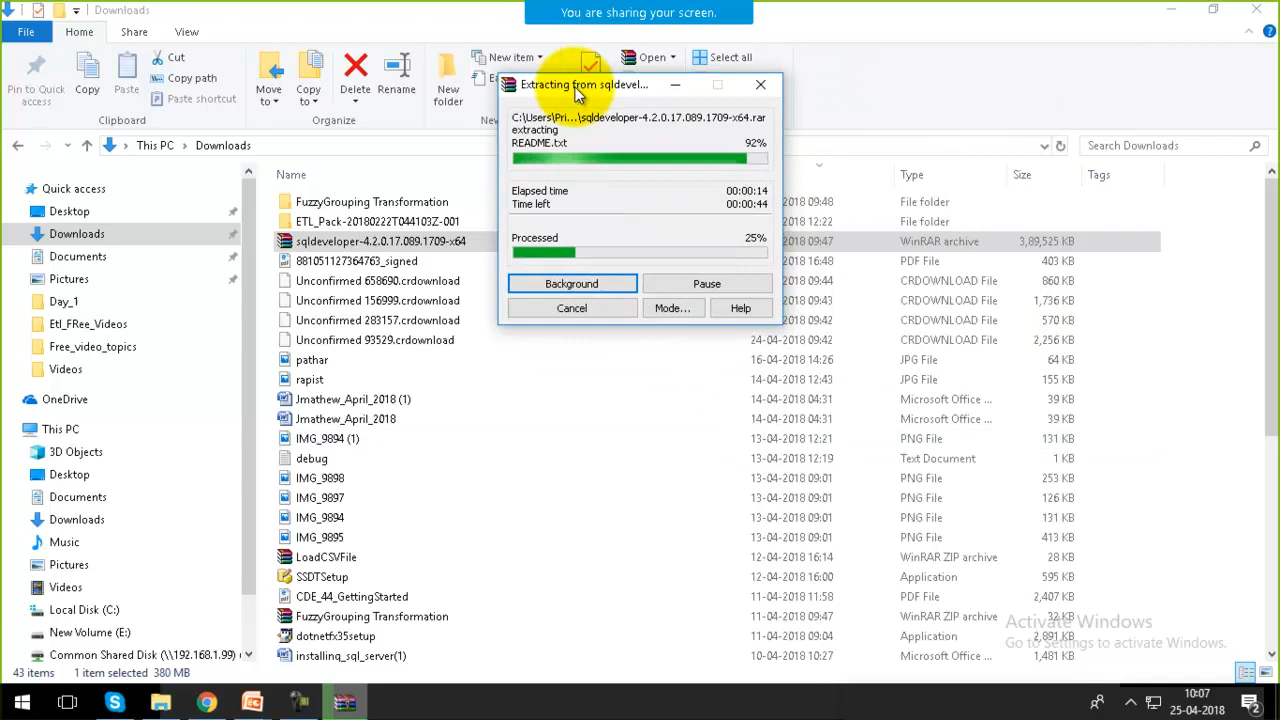 Downloads
You are sharing your screen.
File
Home
Share
View
Pin to Quick access
Copy
Paste
Cut
Copy path
Paste shortcut
Clipboard
Move to
Copy to
Delete
Rename
Organize
New folder
New item
Open
Select all
This PC
Downloads
Search Downloads
Quick access
Desktop
Downloads
Documents
Pictures
Day_1
Etl_FRee_Videos
Free_video_topics
Videos
OneDrive
This PC
3D Objects
Desktop
Documents
Downloads
Music
Pictures
Videos
Local Disk (C:)
New Volume (E:)
Common Shared Disk (\\192.168.1.99)
Name
Type
Size
Tags
FuzzyGrouping Transformation 09:48 File folder
ETL_Pack-20180222T044103Z-001 12:22 File folder
sqldeveloper-4.2.0.17.089.1709-x64 09:47 WinRAR archive 3,89,525 KB
881051127364763_signed PDF File 403 KB
Unconfirmed 658690.crdownload 09:44 CRDOWNLOAD File 860 KB
Unconfirmed 156999.crdownload CRDOWNLOAD File 1,736 KB
Unconfirmed 283157.crdownload 09:42 CRDOWNLOAD File 570 KB
Unconfirmed 93529.crdownload 24-04-2018 09:42 CRDOWNLOAD File 2,256 KB
pathar 16-04-2018 14:26 JPG File 64 KB
rapist 14-04-2018 12:43 JPG File 155 KB
Jmathew_April_2018 (1) 14-04-2018 04:31 Microsoft Office ... 39 KB
Jmathew_April_2018 14-04-2018 04:31 Microsoft Office ... 39 KB
IMG_9894 (1) 13-04-2018 12:21 PNG File 131 KB
debug 13-04-2018 12:19 Text Document 1 KB
IMG_9898 13-04-2018 09:01 PNG File 253 KB
IMG_9897 13-04-2018 09:01 PNG File 126 KB
IMG_9894 13-04-2018 09:01 PNG File 131 KB
IMG_9895 13-04-2018 09:01 PNG File 413 KB
LoadCSVFile 12-04-2018 16:14 WinRAR ZIP archive 28 KB
SSDTSetup 12-04-2018 16:00 Application 595 KB
CDE_44_GettingStarted 11-04-2018 11:58 PDF File 2,407 KB
FuzzyGrouping Transformation 11-04-2018 09:47 WinRAR ZIP archive 32 KB
dotnetfx35setup 11-04-2018 09:04 Application 2,891 KB
installing_sql_server(1) 10-04-2018 10:27 Microsoft Office ... 1,481 KB
Extracting from sqldevel...
C:\Users\Pri...\sqldeveloper-4.2.0.17.089.1709-x64.rar
extracting
README.txt 92%
Elapsed time 00:00:14
Time left 00:00:44
Processed 25%
Background
Pause
Cancel
Mode...
Help
Activate Windows
Go to Settings to activate Windows.
43 items 1 item selected 380 MB
10:07
25-04-2018
2